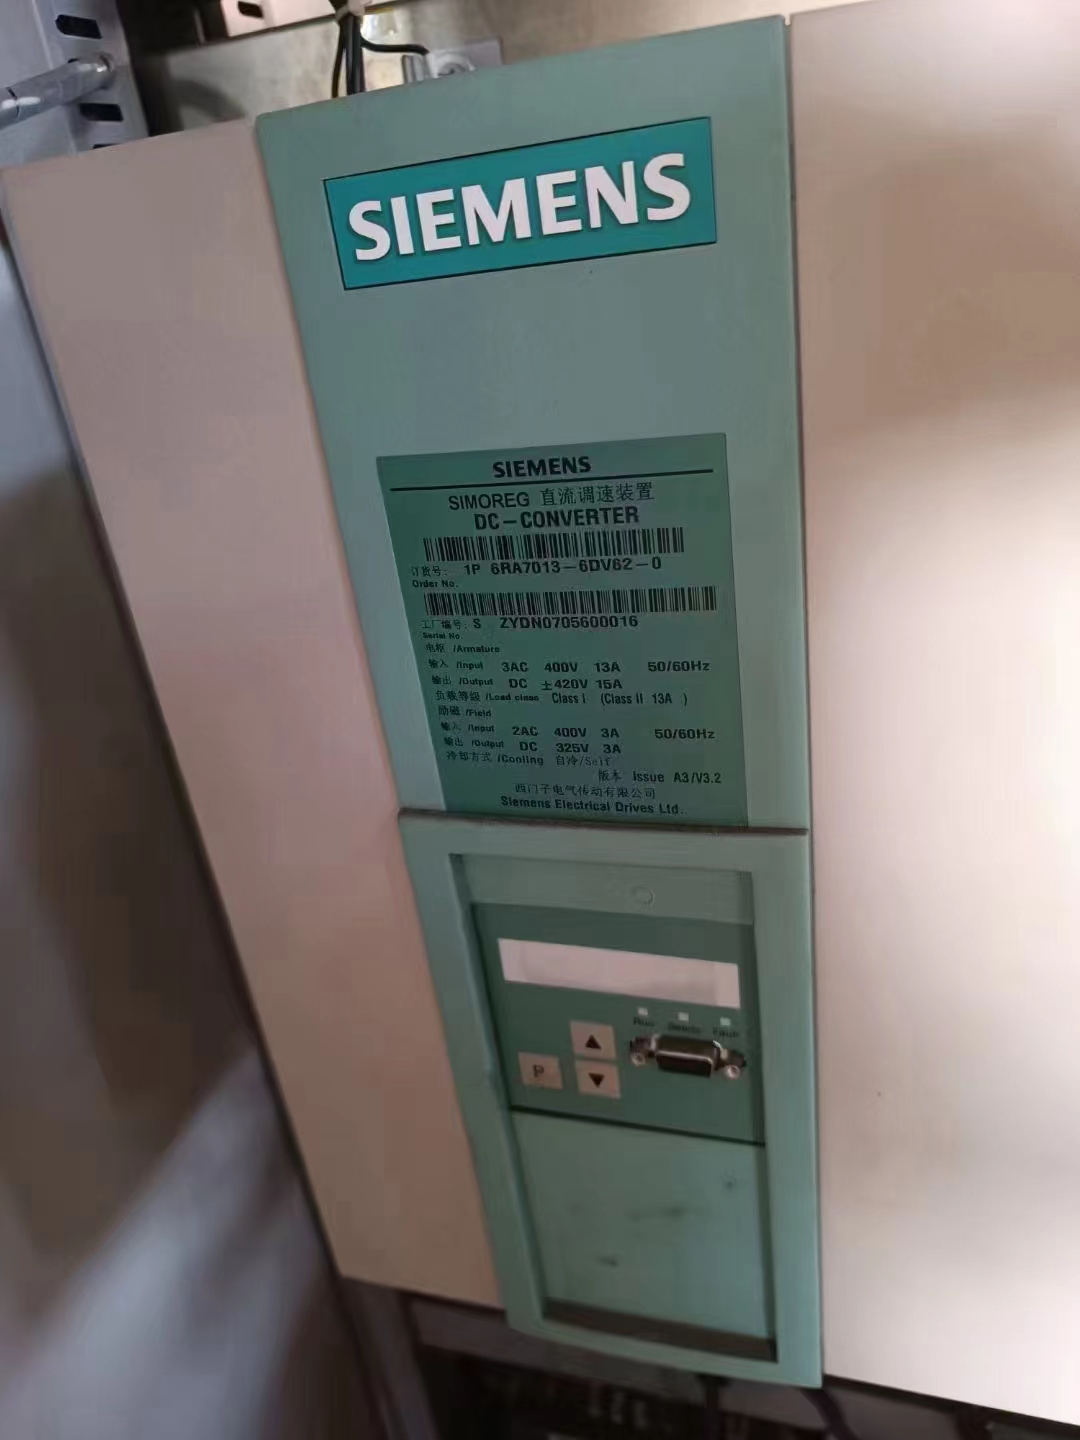 SIEMENS
SIEMENS
SIMOREG 直流调速装置
DC-CONVERTER
订货号: 1P 6RA7013-6DV62-0
Order No.
工厂编号: S ZYDN0705600016
Serial No.
电枢 /Armature
输入 /Input 3AC 400V 13A 50/60Hz
输出 /Output DC ±420V 15A
负载等级 /Load class Class I (Class II 13A )
励磁 /Field
输入 /Input 2AC 400V 3A 50/60Hz
输出 /Output DC 325V 3A
冷却方式 /Cooling 自冷/Self
版本 Issue A3/V3.2
西门子电气传动有限公司
Siemens Electrical Drives Ltd.
Run Ready Fault
P